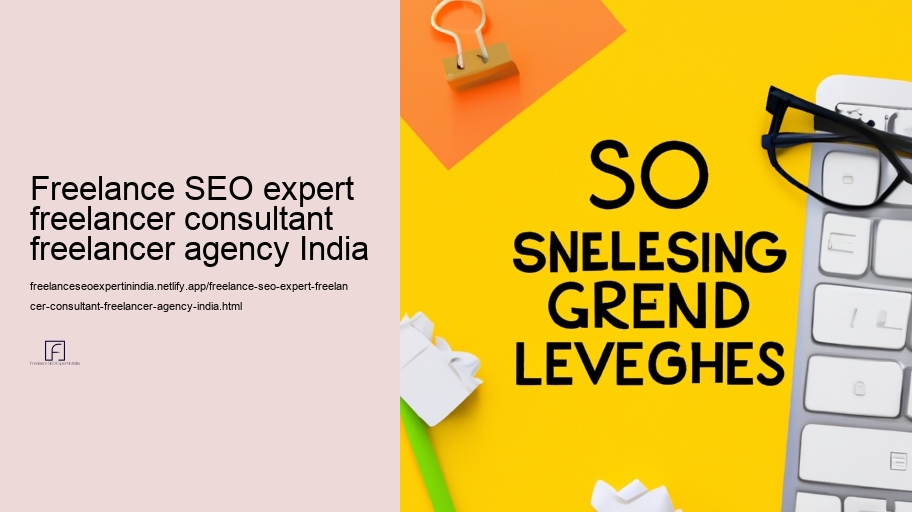 Freelance SEO expert
freelancer consultant
freelancer agency India
freelanceseoexpertinindia.netlify.app/freelance-seo-expert-freelan
cer-consultant-freelancer-agency-india.html
SO
SNELESING
GREND
LEVEGHES